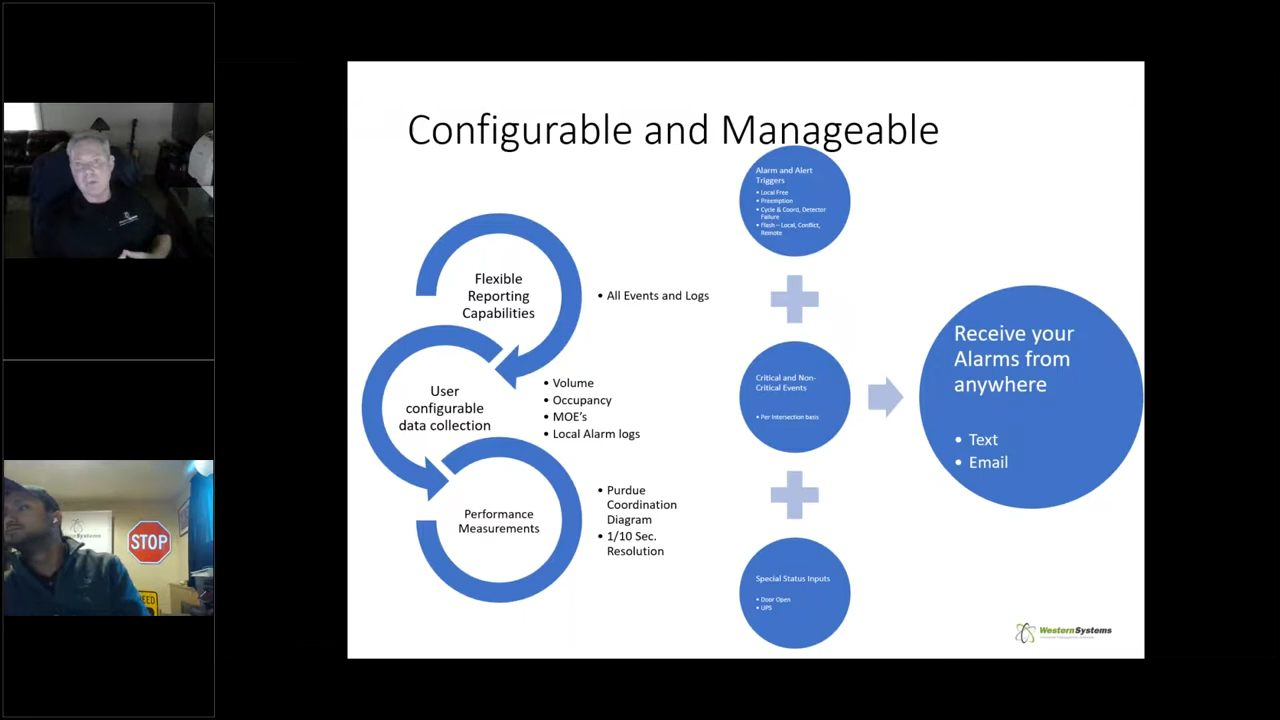 Configurable and Manageable
Flexible
Reporting
Capabilities
• All Events and Logs
User
configurable
data collection
• Volume
• Occupancy
• MOE's
• Local Alarm logs
Performance
Measurements
• Purdue
Coordination
Diagram
• 1/10 Sec.
Resolution
Alarm and Alert
Triggers
• Local Free
• Preemption
• Cycle & Coord, Detector
Failure
• Flash – Local, Conflict,
Remote
Critical and Non-
Critical Events
• Per Intersection basis
Special Status Inputs
• Door Open
• UPS
Receive your
Alarms from
anywhere
• Text
• Email
WesternSystems
STOP